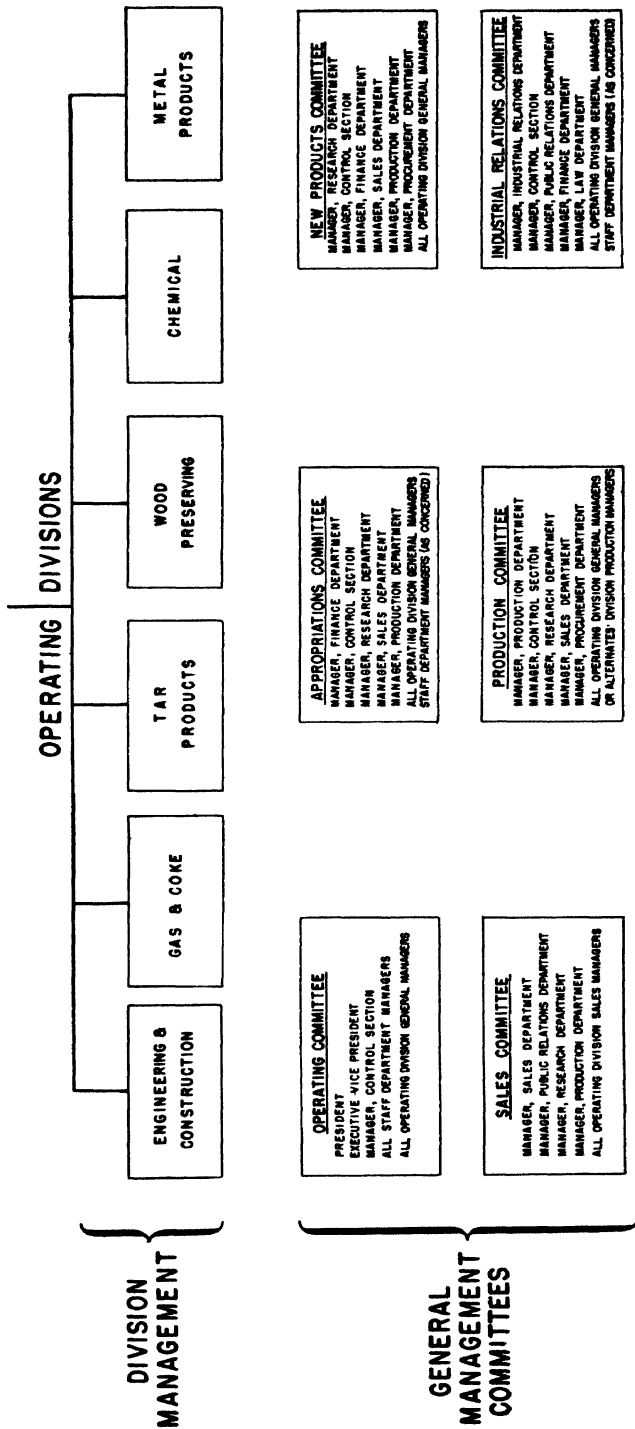 OPERATING DIVISIONS
DIVISION
MANAGEMENT
ENGINEERING &
CONSTRUCTION
GAS & COKE
TAR
PRODUCTS
WOOD
PRESERVING
CHEMICAL
METAL
PRODUCTS
GENERAL
MANAGEMENT
COMMITTEES
OPERATING COMMITTEE
PRESIDENT
EXECUTIVE VICE PRESIDENT
MANAGER, CONTROL SECTION
ALL STAFF DEPARTMENT MANAGERS
ALL OPERATING DIVISION GENERAL MANAGERS
APPROPRIATIONS COMMITTEE
MANAGER, FINANCE DEPARTMENT
MANAGER, CONTROL SECTION
MANAGER, RESEARCH DEPARTMENT
MANAGER, SALES DEPARTMENT
MANAGER, PRODUCTION DEPARTMENT
ALL OPERATING DIVISION GENERAL MANAGERS
STAFF DEPARTMENT MANAGERS (AS CONCERNED)
NEW PRODUCTS COMMITTEE
MANAGER, RESEARCH DEPARTMENT
MANAGER, CONTROL SECTION
MANAGER, FINANCE DEPARTMENT
MANAGER, SALES DEPARTMENT
MANAGER, PRODUCTION DEPARTMENT
MANAGER, PROCUREMENT DEPARTMENT
ALL OPERATING DIVISION GENERAL MANAGERS
SALES COMMITTEE
MANAGER, SALES DEPARTMENT
MANAGER, PUBLIC RELATIONS DEPARTMENT
MANAGER, RESEARCH DEPARTMENT
MANAGER, PRODUCTION DEPARTMENT
ALL OPERATING DIVISION SALES MANAGERS
PRODUCTION COMMITTEE
MANAGER, PRODUCTION DEPARTMENT
MANAGER, CONTROL SECTION
MANAGER, RESEARCH DEPARTMENT
MANAGER, SALES DEPARTMENT
MANAGER, PROCUREMENT DEPARTMENT
ALL OPERATING DIVISION GENERAL MANAGERS
OR ALTERNATES' DIVISION PRODUCTION MANAGERS
INDUSTRIAL RELATIONS COMMITTEE
MANAGER, INDUSTRIAL RELATIONS DEPARTMENT
MANAGER, CONTROL SECTION
MANAGER, PUBLIC RELATIONS DEPARTMENT
MANAGER, FINANCE DEPARTMENT
MANAGER, LAW DEPARTMENT
ALL OPERATING DIVISION GENERAL MANAGERS
STAFF DEPARTMENT MANAGERS (AS CONCERNED)